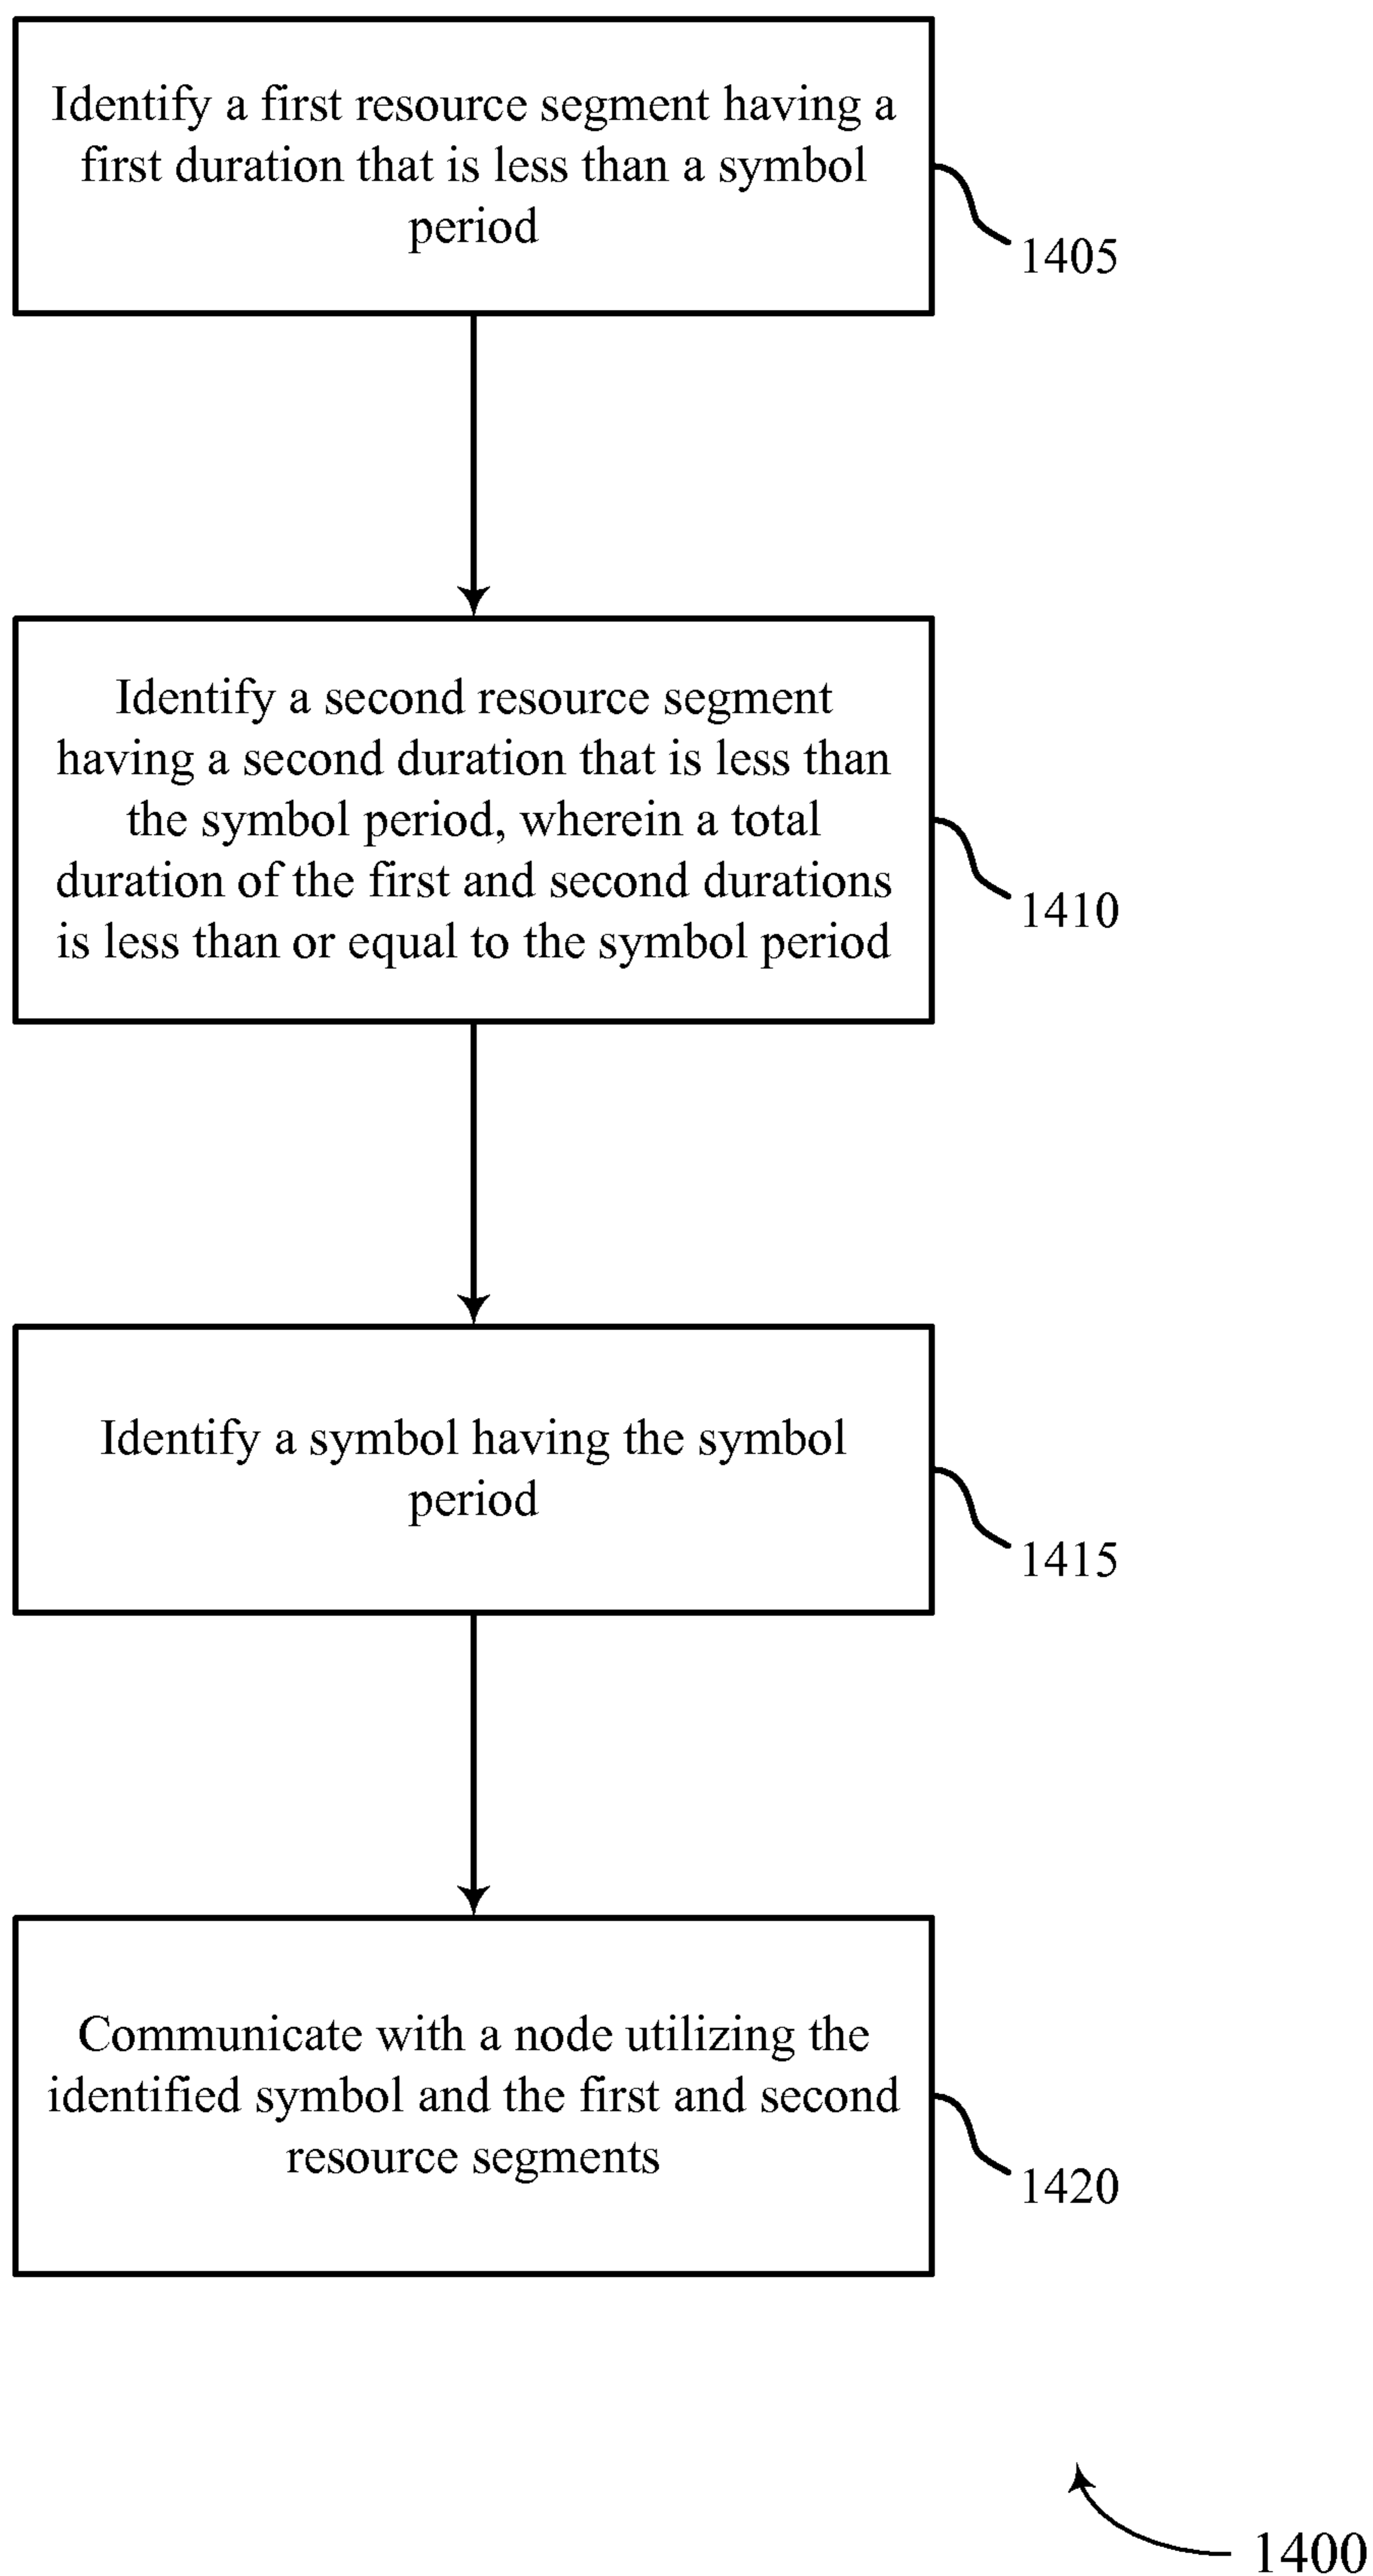 Identify a first resource segment having a
first duration that is less than a symbol
period
1405
Identify a second resource segment
having a second duration that is less than
the symbol period, wherein a total
duration of the first and second durations
is less than or equal to the symbol period
1410
Identify a symbol having the symbol
period
1415
Communicate with a node utilizing the
identified symbol and the first and second
resource segments
1420
1400